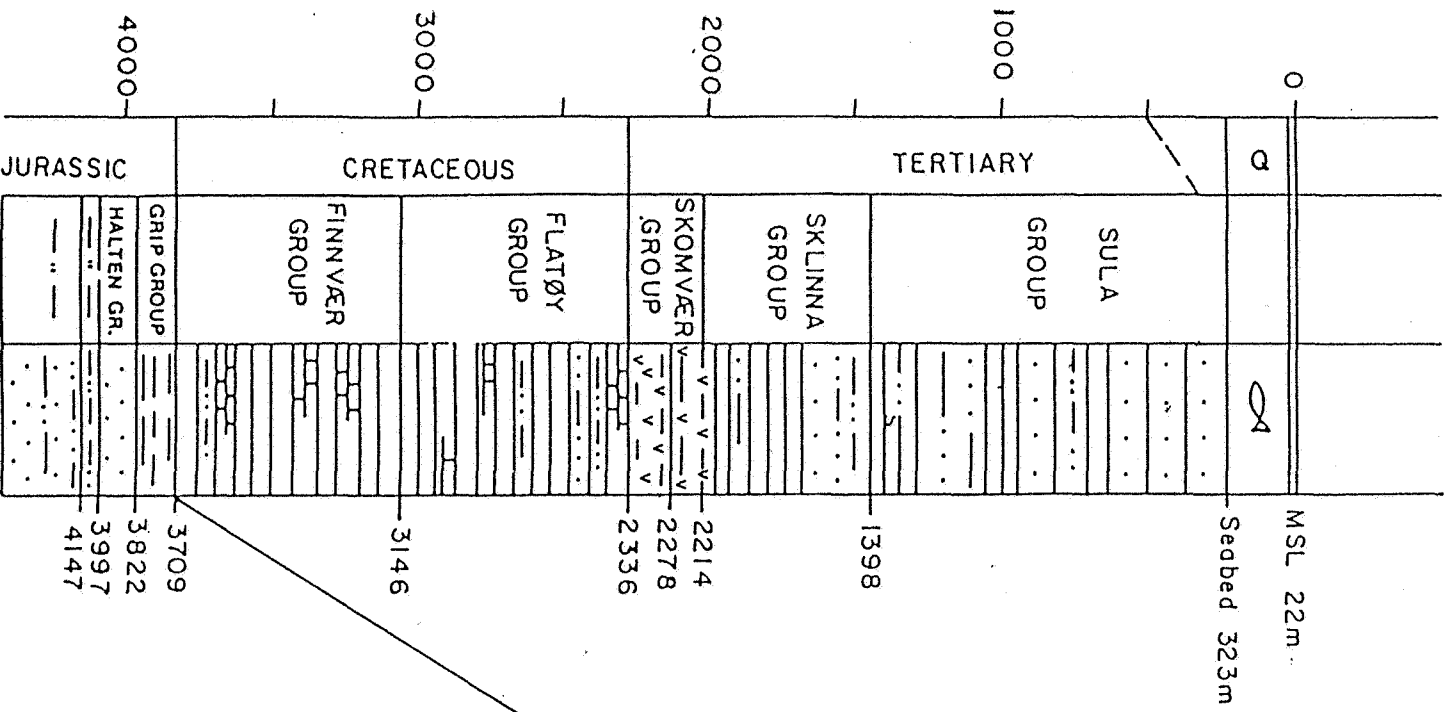 0
1000
2000
3000
4000
Q
TERTIARY
CRETACEOUS
JURASSIC
SULA
GROUP
SKLINNA
GROUP
SKOMVÆR
GROUP
FLATØY
GROUP
FINNVÆR
GROUP
GRIP GROUP
HALTEN GR.
MSL 22m
Seabed 323m
1398
2214
2278
2336
3146
3709
3822
3997
4147